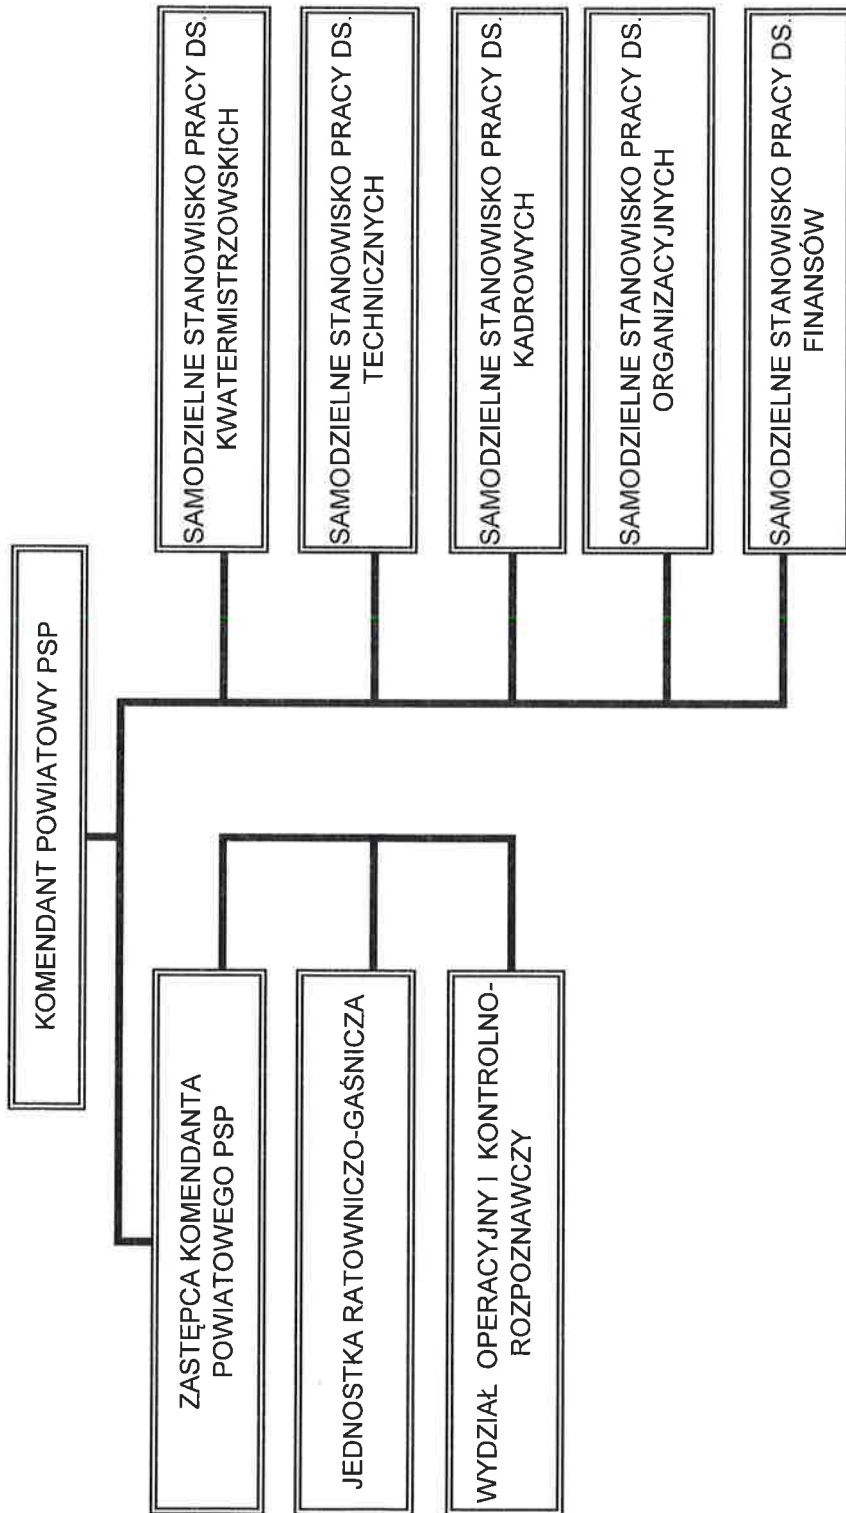 KOMENDANT POWIATOWY PSP
ZASTĘPCA KOMENDANTA
POWIATOWEGO PSP
JEDNOSTKA RATOWNICZO-GAŚNICZA
WYDZIAŁ OPERACYJNY I KONTROLNO-
ROZPOZNAWCZY
SAMODZIELNE STANOWISKO PRACY DS.
KWATERMISTRZOWSKICH
SAMODZIELNE STANOWISKO PRACY DS.
TECHNICZNYCH
SAMODZIELNE STANOWISKO PRACY DS.
KADROWYCH
SAMODZIELNE STANOWISKO PRACY DS.
ORGANIZACYJNYCH
SAMODZIELNE STANOWISKO PRACY DS.
FINANSÓW